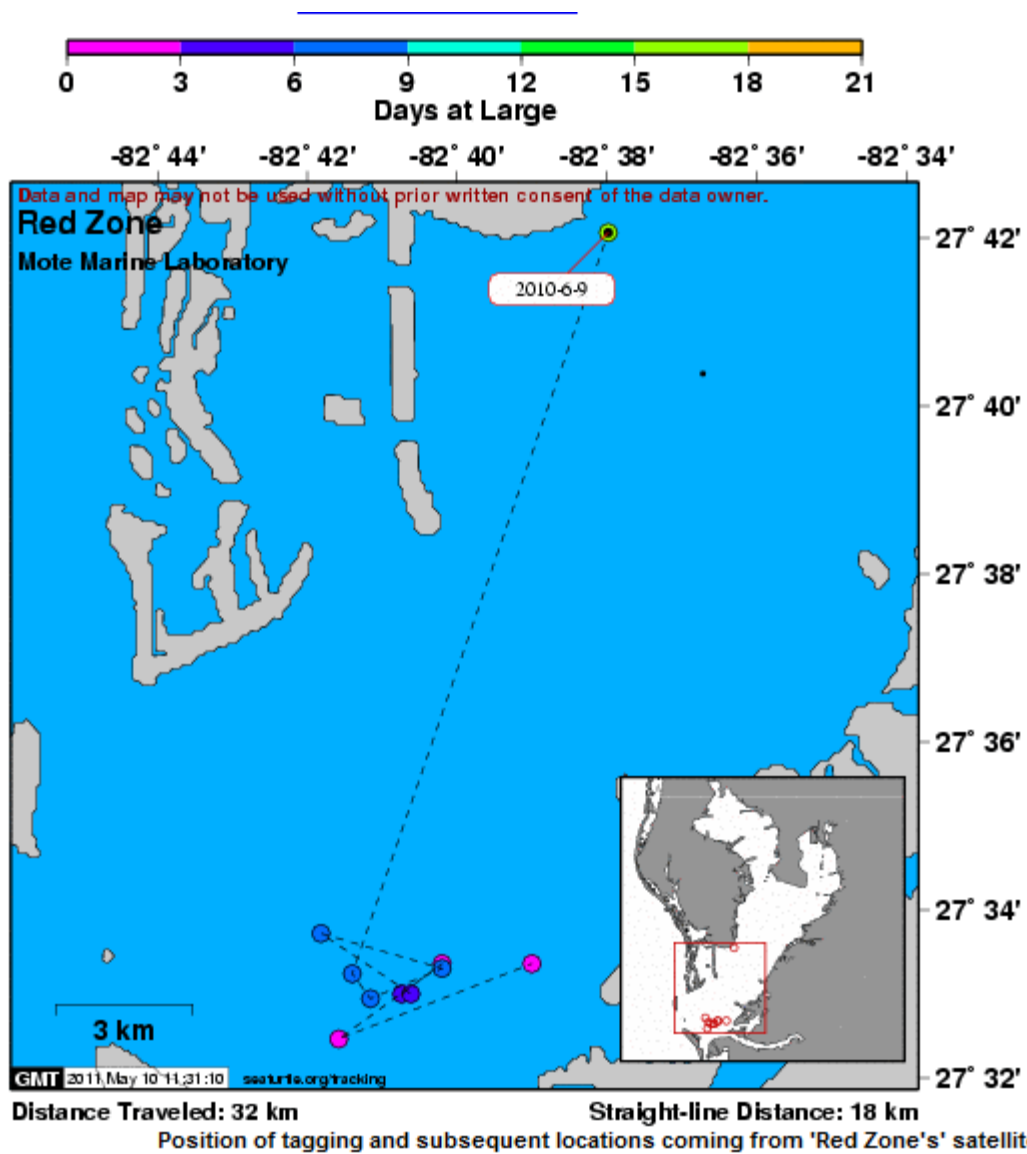 0 3 6 9 12 15 18 21
Days at Large
-82° 44' -82° 42' -82° 40' -82° 38' -82° 36' -82° 34'
Data and map may not be used without prior written consent of the data owner.
Red Zone
Mote Marine Laboratory
2010-6-9
27° 42'
27° 40'
27° 38'
27° 36'
27° 34'
27° 32'
3 km
GMT 2011 May 10 11:31:10 seaturtle.org/tracking
Distance Traveled: 32 km Straight-line Distance: 18 km
Position of tagging and subsequent locations coming from 'Red Zone's' satellit